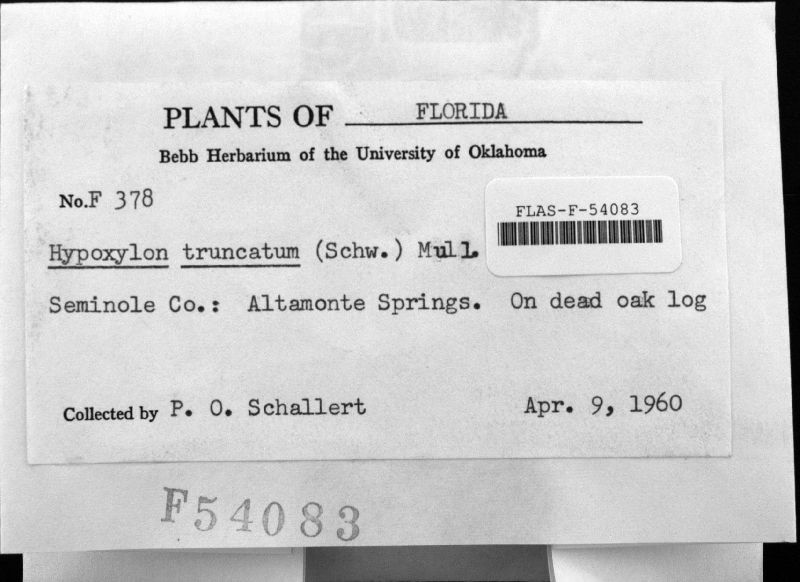 PLANTS OF FLORIDA
Bebb Herbarium of the University of Oklahoma
No.F 378
FLAS-F-54083
Hypoxylon truncatum (Schw.) Mull.
Seminole Co.: Altamonte Springs. On dead oak log
Collected by P. O. Schallert Apr. 9, 1960
F54083